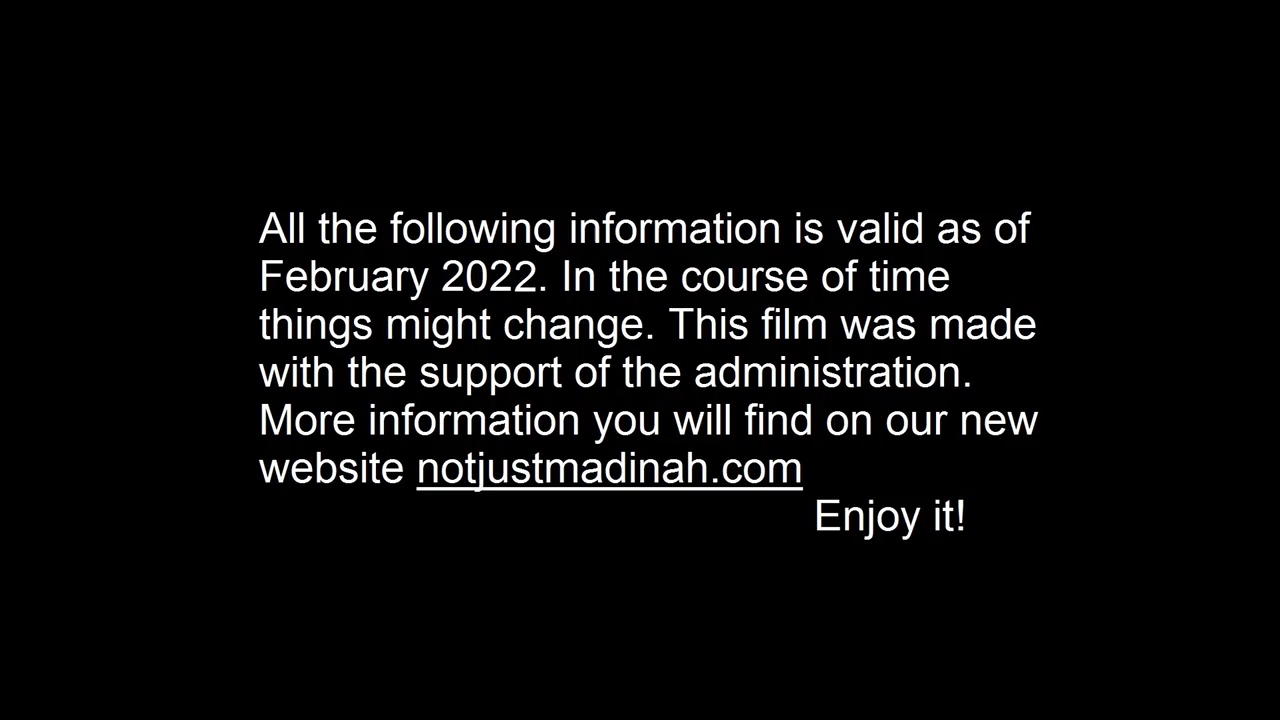 All the following information is valid as of
February 2022. In the course of time
things might change. This film was made
with the support of the administration.
More information you will find on our new
website notjustmadinah.com
Enjoy it!